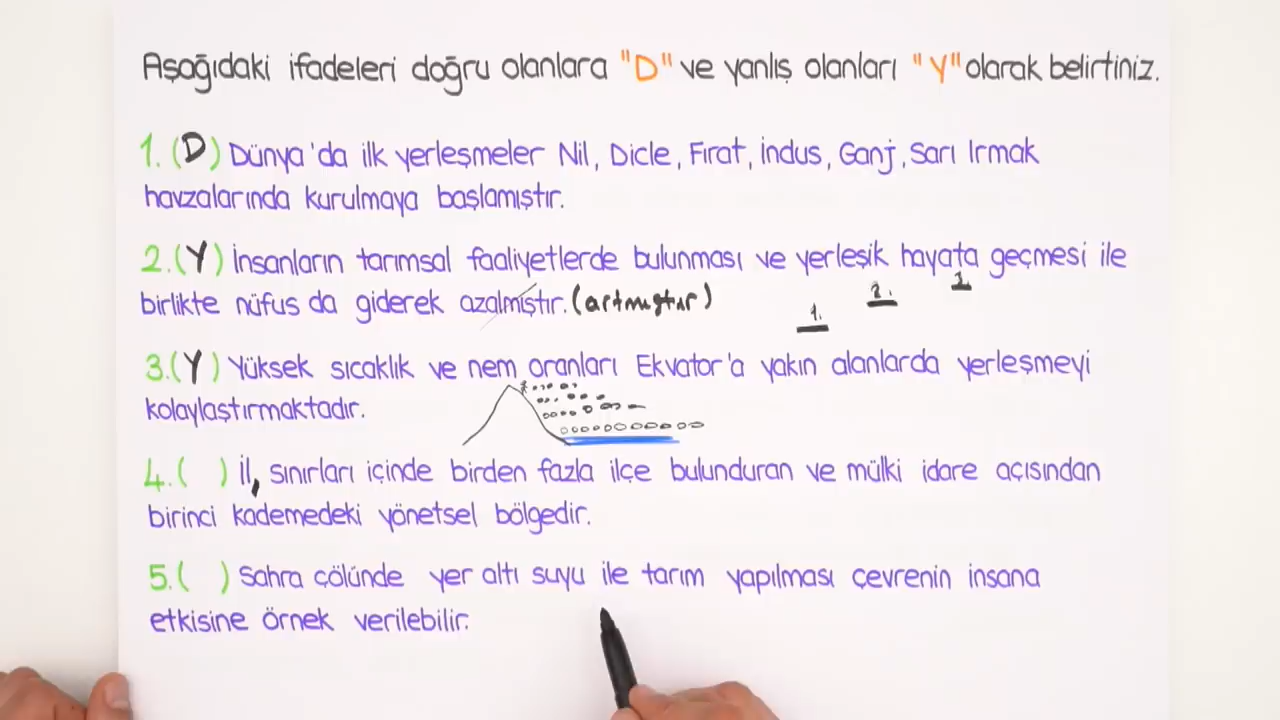 Aşağıdaki ifadeleri doğru olanlara "D" ve yanlış olanları "Y" olarak belirtiniz.
1. (D) Dünya'da ilk yerleşmeler Nil, Dicle, Fırat, İndus, Ganj, Sarı Irmak
havzalarında kurulmaya başlamıştır.
2. (Y) İnsanların tarımsal faaliyetlerde bulunması ve yerleşik hayata geçmesi ile
birlikte nüfus da giderek azalmıştır. (artmıştır) 1. 2. 3.
3. (Y) Yüksek sıcaklık ve nem oranları Ekvator'a yakın alanlarda yerleşmeyi
kolaylaştırmaktadır.
4. ( ) İl, sınırları içinde birden fazla ilçe bulunduran ve mülki idare açısından
birinci kademedeki yönetsel bölgedir.
5. ( ) Sahra çölünde yer altı suyu ile tarım yapılması çevrenin insana
etkisine örnek verilebilir.